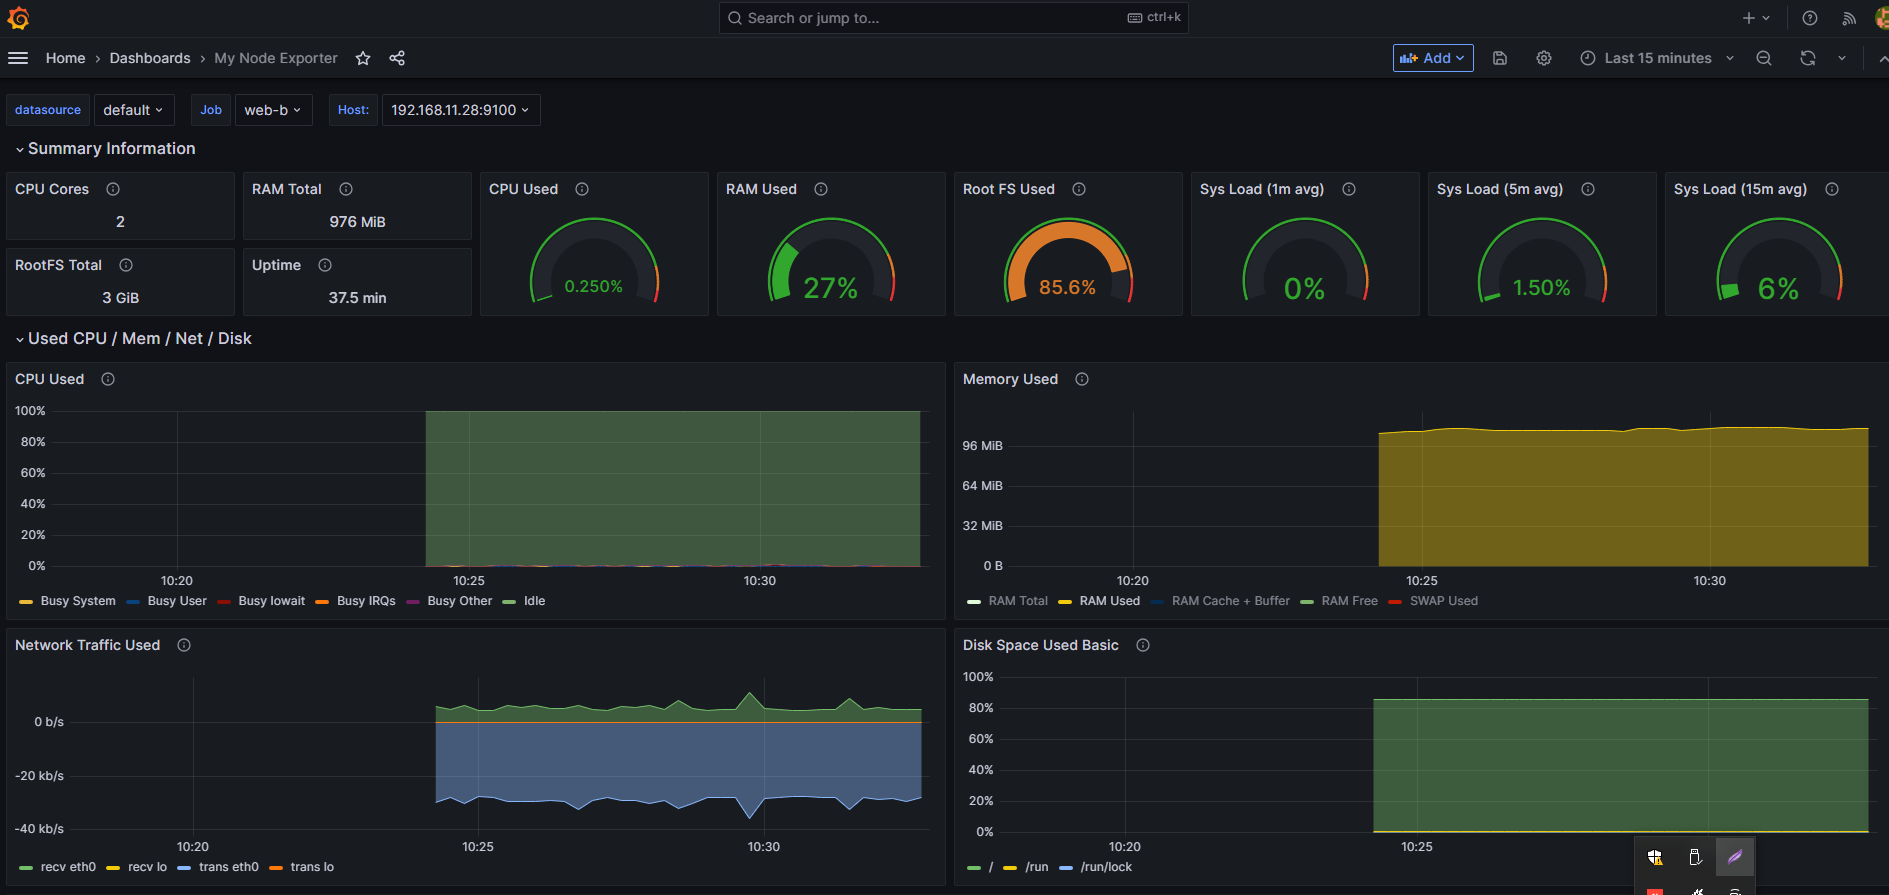 Search or jump to... ctrl+k
Home › Dashboards › My Node Exporter Add Last 15 minutes
datasource default Job web-b Host: 192.168.11.28:9100
Summary Information
CPU Cores
2
RAM Total
976 MiB
RootFS Total
3 GiB
Uptime
37.5 min
CPU Used
0.250%
RAM Used
27%
Root FS Used
85.6%
Sys Load (1m avg)
0%
Sys Load (5m avg)
1.50%
Sys Load (15m avg)
6%
Used CPU / Mem / Net / Disk
CPU Used
100%
80%
60%
40%
20%
0%
10:20 10:25 10:30
Busy System Busy User Busy Iowait Busy IRQs Busy Other Idle
Memory Used
96 MiB
64 MiB
32 MiB
0 B
10:20 10:25 10:30
RAM Total RAM Used RAM Cache + Buffer RAM Free SWAP Used
Network Traffic Used
0 b/s
-20 kb/s
-40 kb/s
10:20 10:25 10:30
recv eth0 recv lo trans eth0 trans lo
Disk Space Used Basic
100%
80%
60%
40%
20%
0%
10:20 10:25
/ /run /run/lock